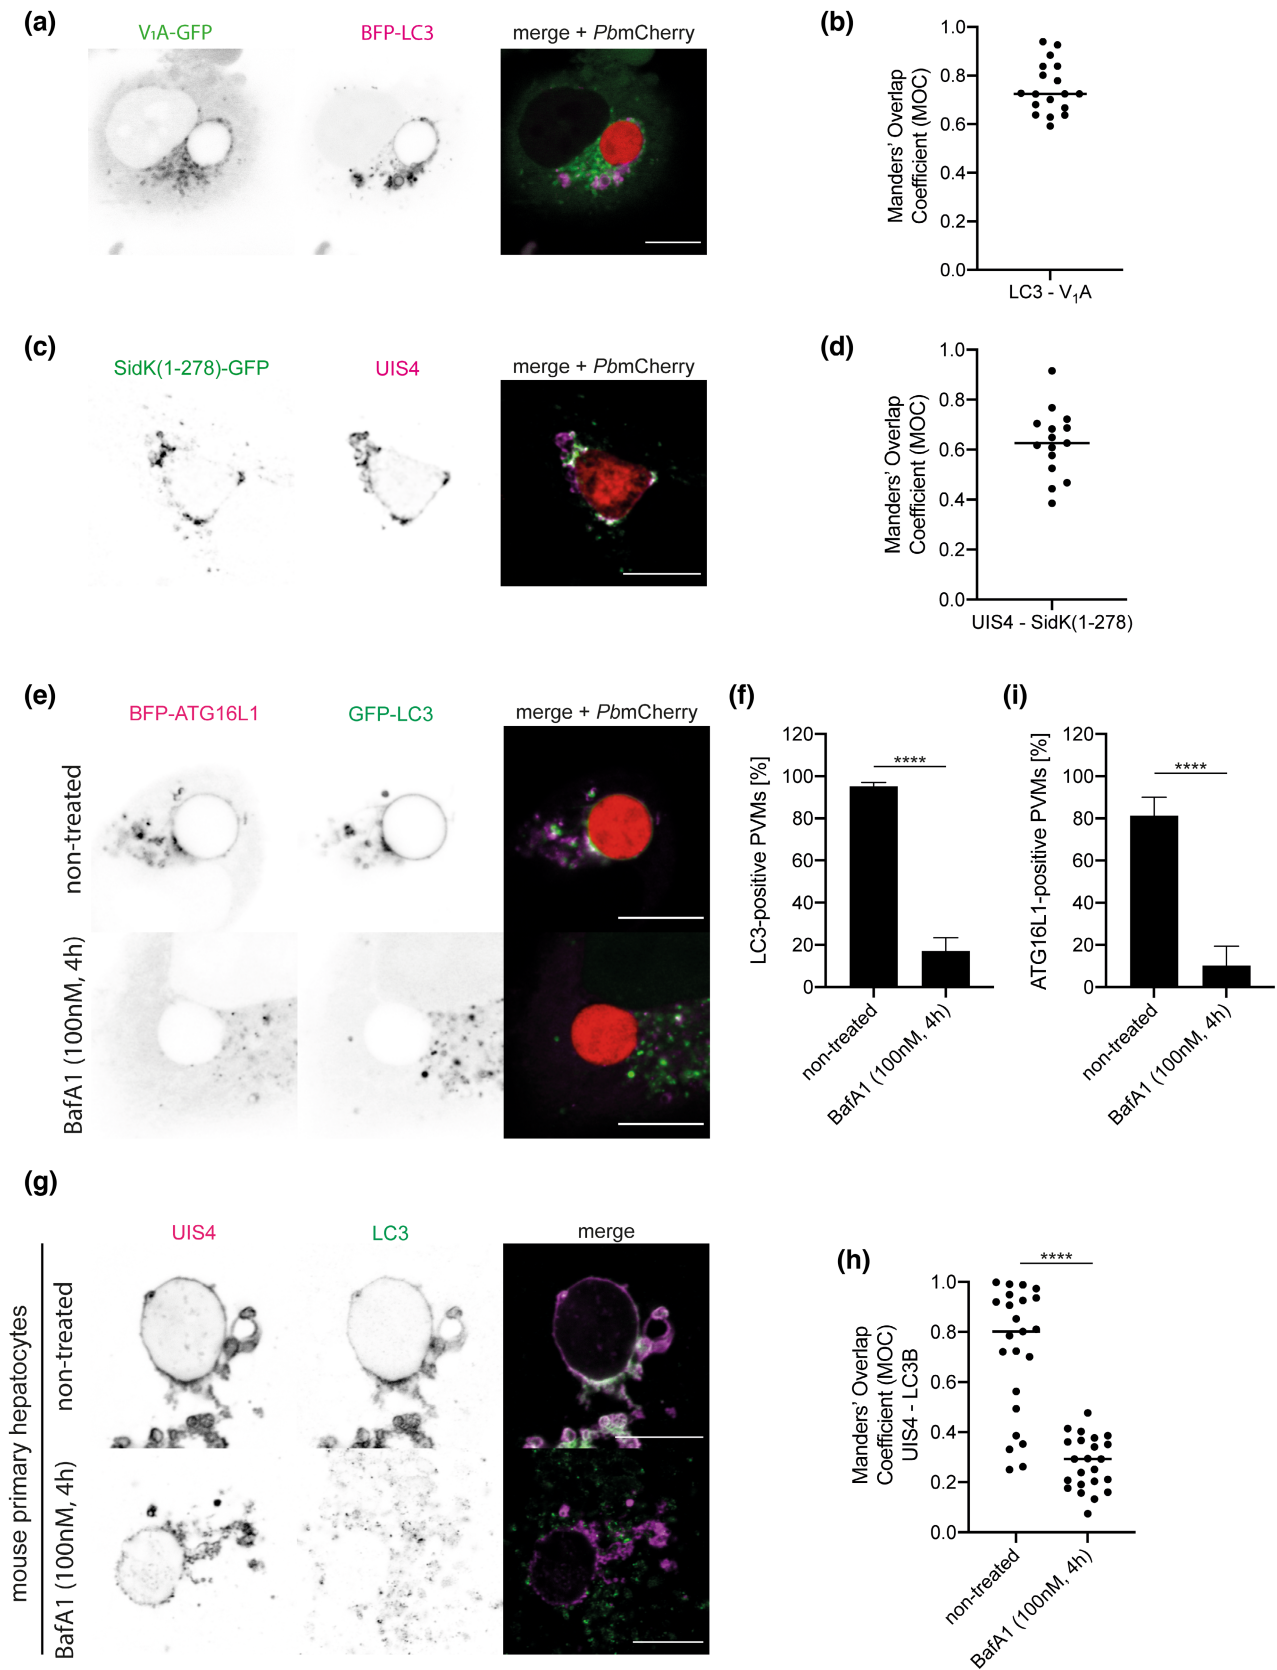 (a)
V₁A-GFP
BFP-LC3
merge + PbmCherry
(b)
Manders' Overlap
Coefficient (MOC)
1.0
0.8
0.6
0.4
0.2
0.0
LC3 - V₁A
(c)
SidK(1-278)-GFP
UIS4
merge + PbmCherry
(d)
Manders' Overlap
Coefficient (MOC)
1.0
0.8
0.6
0.4
0.2
0.0
UIS4 - SidK(1-278)
(e)
BFP-ATG16L1
GFP-LC3
merge + PbmCherry
non-treated
BafA1 (100nM, 4h)
(f)
LC3-positive PVMs [%]
120
100
80
60
40
20
0
****
non-treated
BafA1 (100nM, 4h)
(i)
ATG16L1-positive PVMs [%]
120
100
80
60
40
20
0
****
non-treated
BafA1 (100nM, 4h)
(g)
UIS4
LC3
merge
mouse primary hepatocytes
non-treated
BafA1 (100nM, 4h)
(h)
Manders' Overlap
Coefficient (MOC)
UIS4 - LC3B
1.0
0.8
0.6
0.4
0.2
0.0
****
non-treated
BafA1 (100nM, 4h)